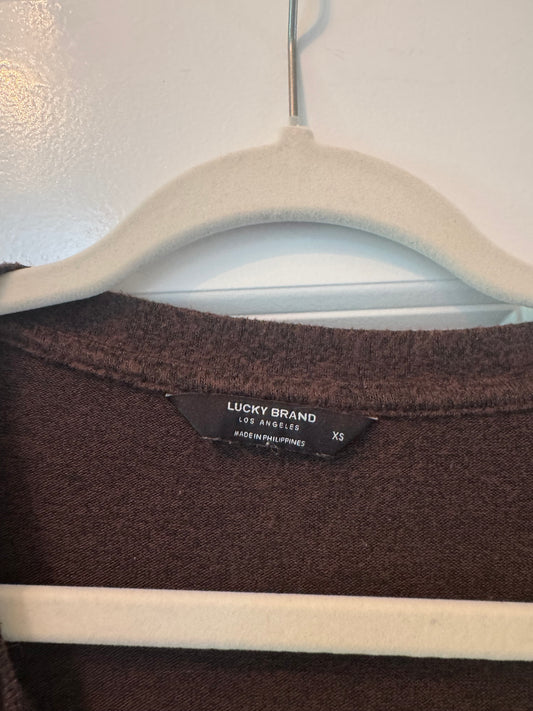 LUCKY BRAND
LOS ANGELES
MADE IN PHILIPPINES
XS